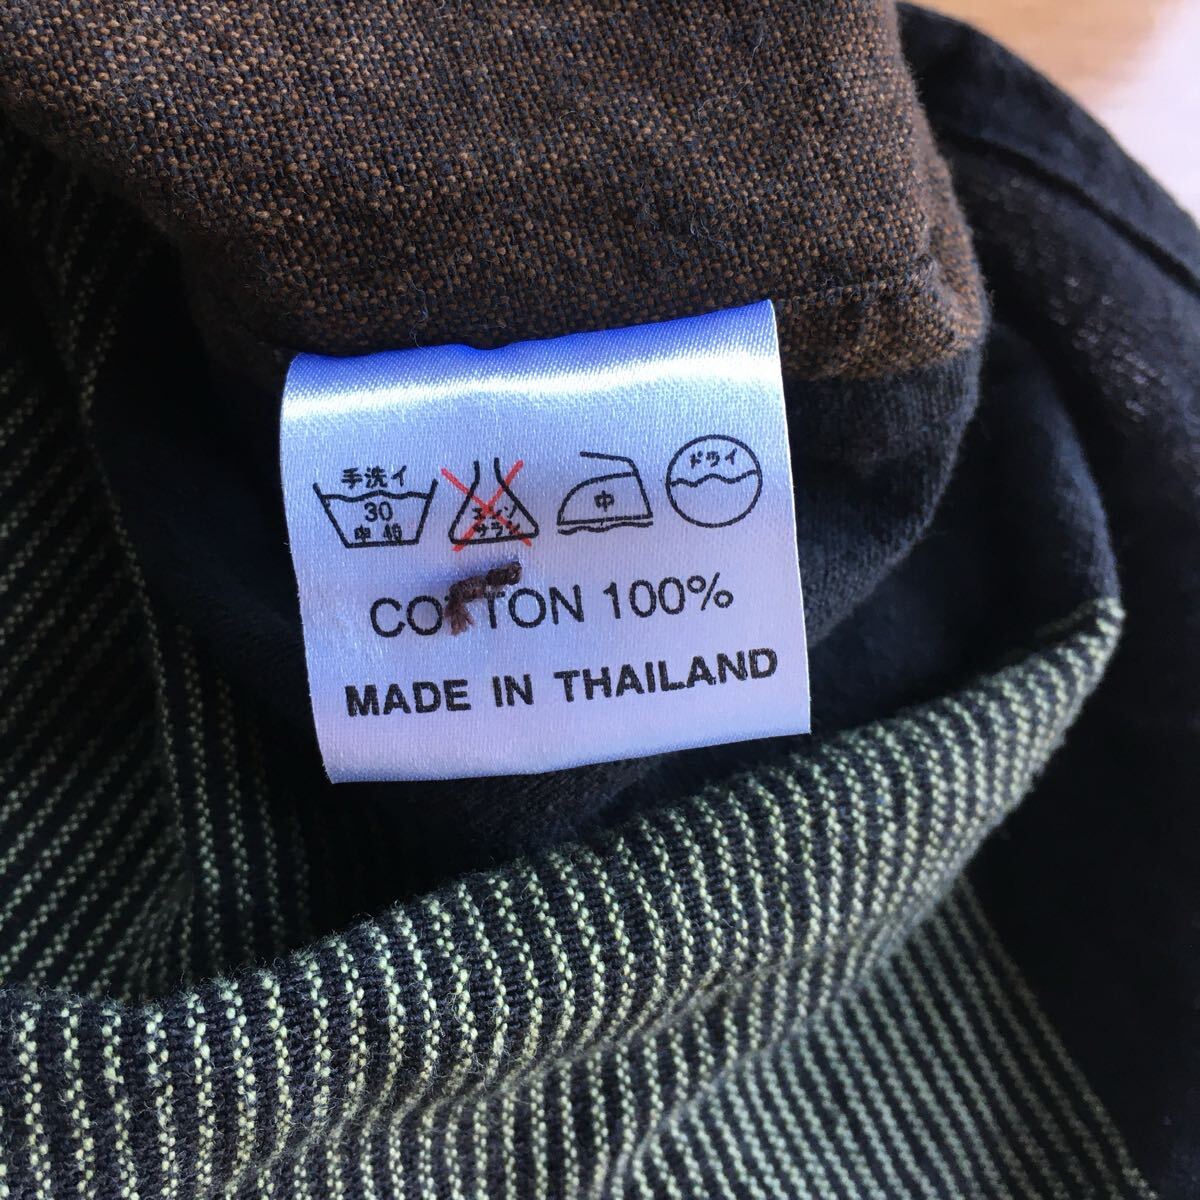 手洗イ
30
中性
エンソ
サラシ
中
ドライ
COTTON 100%
MADE IN THAILAND